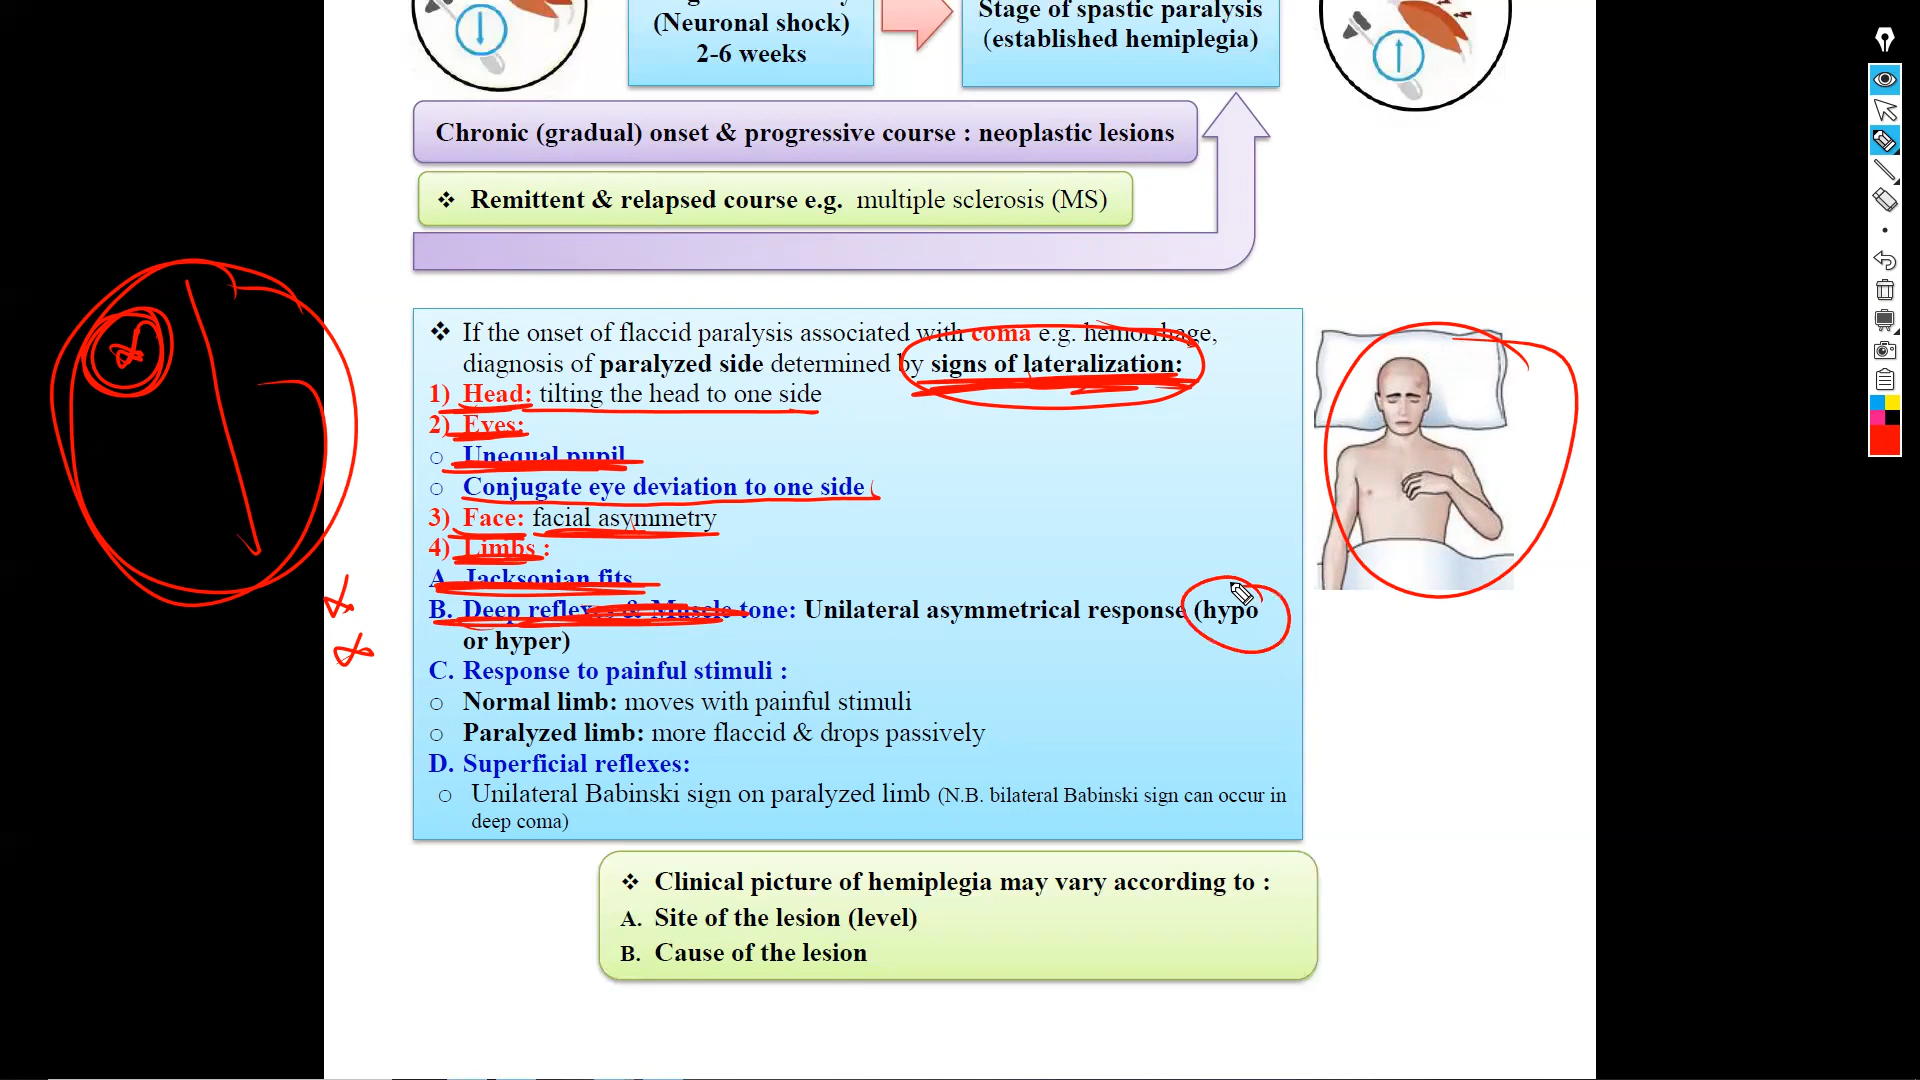 (Neuronal shock)
2-6 weeks
Stage of spastic paralysis
(established hemiplegia)
Chronic (gradual) onset & progressive course : neoplastic lesions
❖ Remittent & relapsed course e.g. multiple sclerosis (MS)
❖ If the onset of flaccid paralysis associated with coma e.g. hemorrhage,
diagnosis of paralyzed side determined by signs of lateralization:
1) Head: tilting the head to one side
2) Eyes:
o Unequal pupil
o Conjugate eye deviation to one side
3) Face: facial asymmetry
4) Limbs :
A. Jacksonian fits
B. Deep reflexes & Muscle tone: Unilateral asymmetrical response (hypo
or hyper)
C. Response to painful stimuli :
o Normal limb: moves with painful stimuli
o Paralyzed limb: more flaccid & drops passively
D. Superficial reflexes:
o Unilateral Babinski sign on paralyzed limb (N.B. bilateral Babinski sign can occur in
deep coma)
❖ Clinical picture of hemiplegia may vary according to :
A. Site of the lesion (level)
B. Cause of the lesion